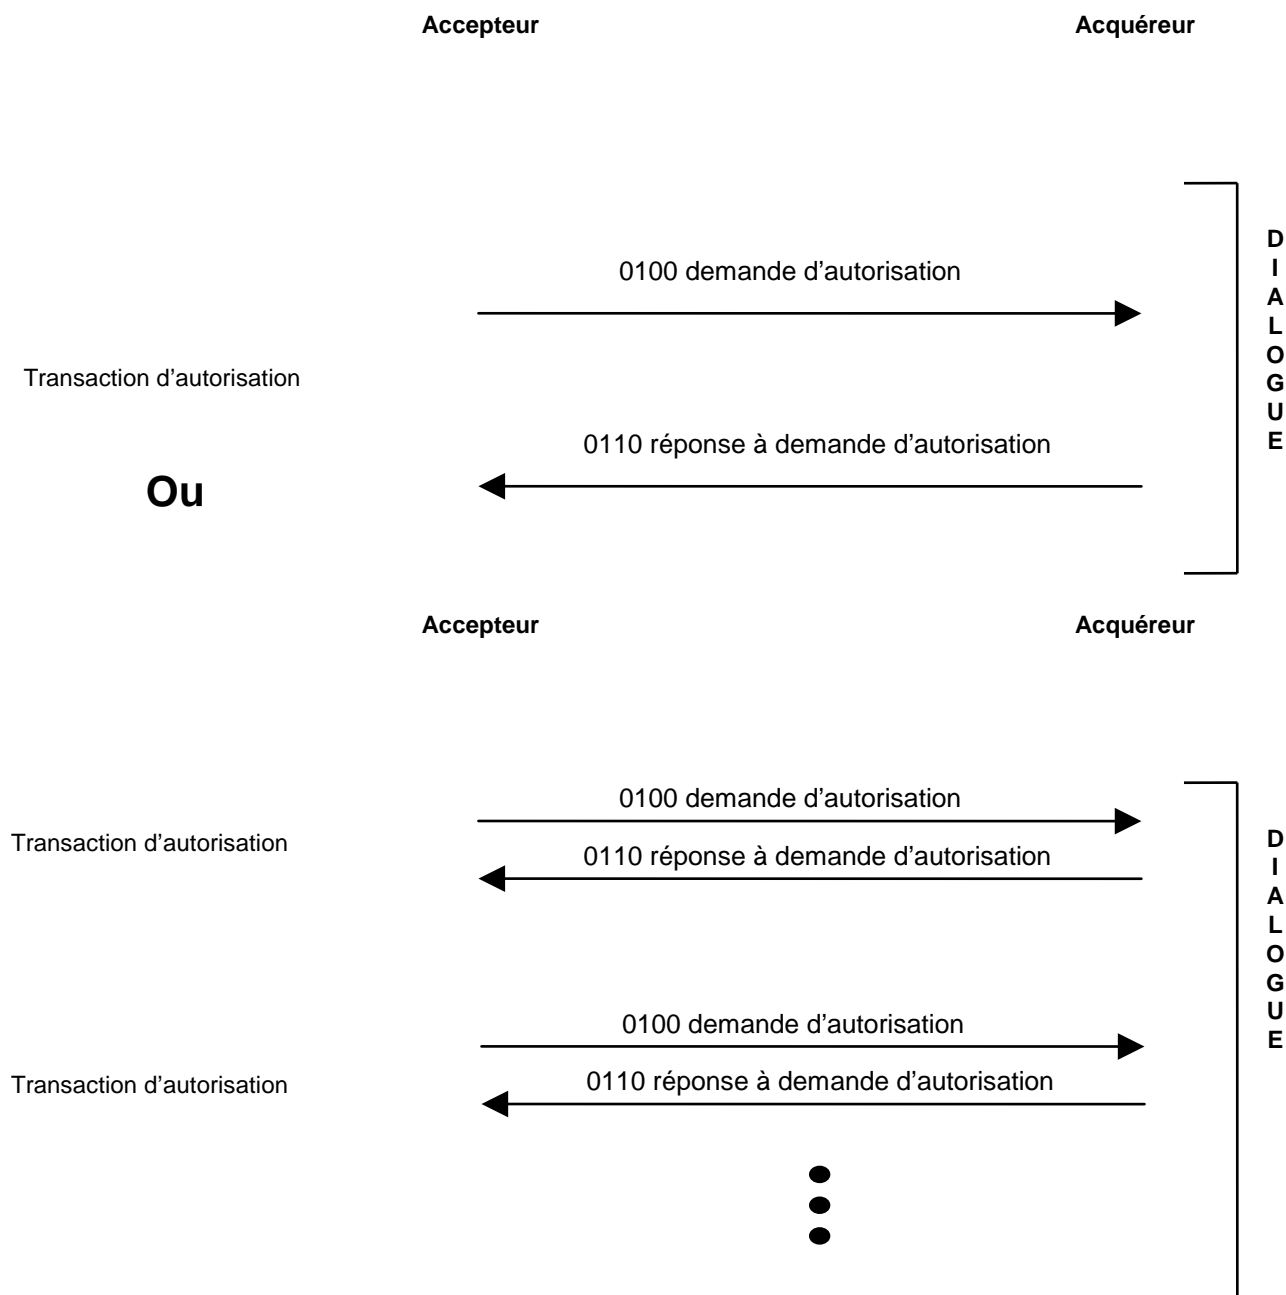 Accepteur Acquéreur
0100 demande d’autorisation
Transaction d’autorisation
0110 réponse à demande d’autorisation
Ou
D
I
A
L
O
G
U
E
Accepteur Acquéreur
0100 demande d’autorisation
Transaction d’autorisation
0110 réponse à demande d’autorisation
0100 demande d’autorisation
Transaction d’autorisation
0110 réponse à demande d’autorisation
D
I
A
L
O
G
U
E